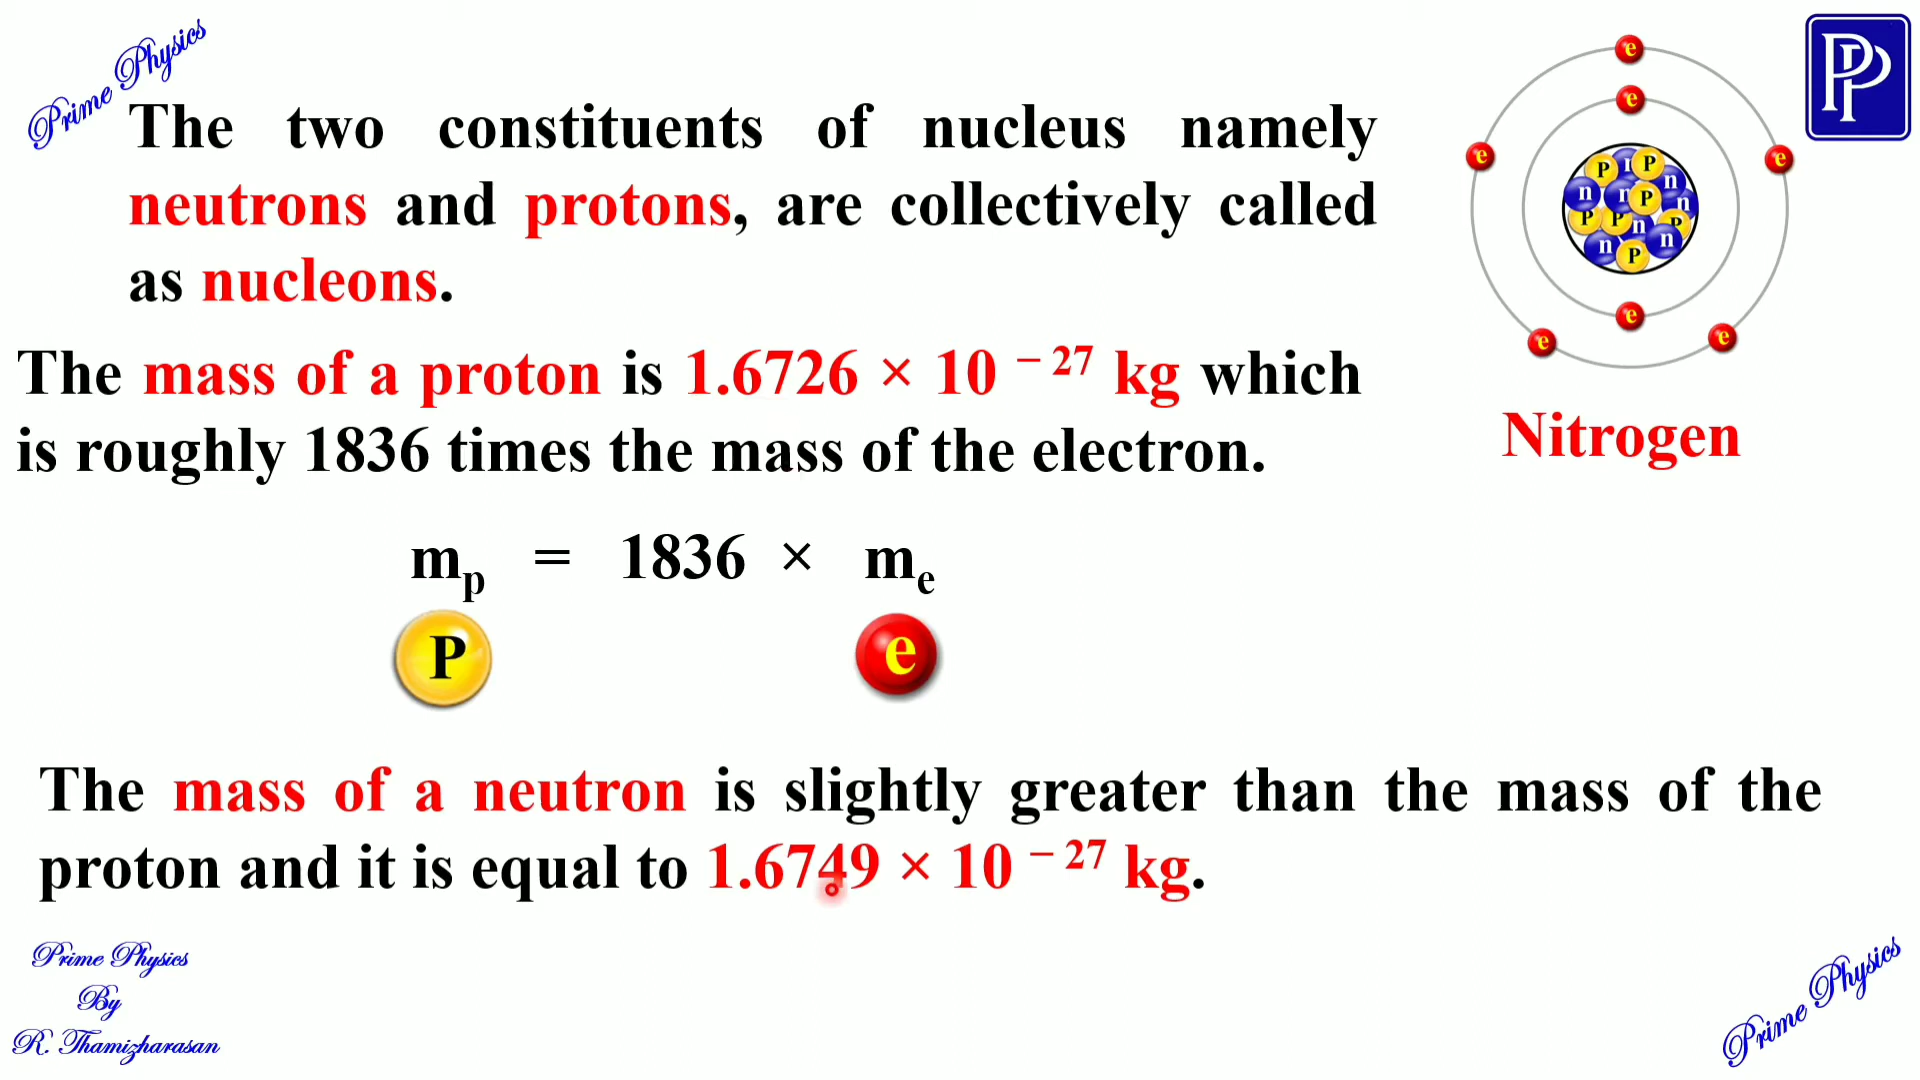 Prime Physics
The two constituents of nucleus namely
neutrons and protons, are collectively called
as nucleons.
The mass of a proton is 1.6726 × 10 – 27 kg which
is roughly 1836 times the mass of the electron.
mp = 1836 × me
P e
The mass of a neutron is slightly greater than the mass of the
proton and it is equal to 1.6749 × 10 – 27 kg.
PP
e
e
e e
P n P
n n P n n
P P n P
n P n
e
e e
Nitrogen
Prime Physics
By
R. Thamizharasan
Prime Physics